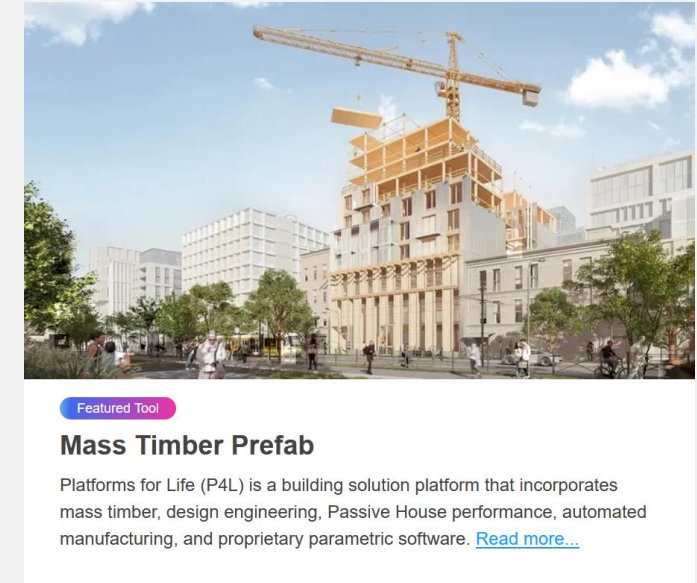 Featured Tool
Mass Timber Prefab
Platforms for Life (P4L) is a building solution platform that incorporates
mass timber, design engineering, Passive House performance, automated
manufacturing, and proprietary parametric software. Read more...